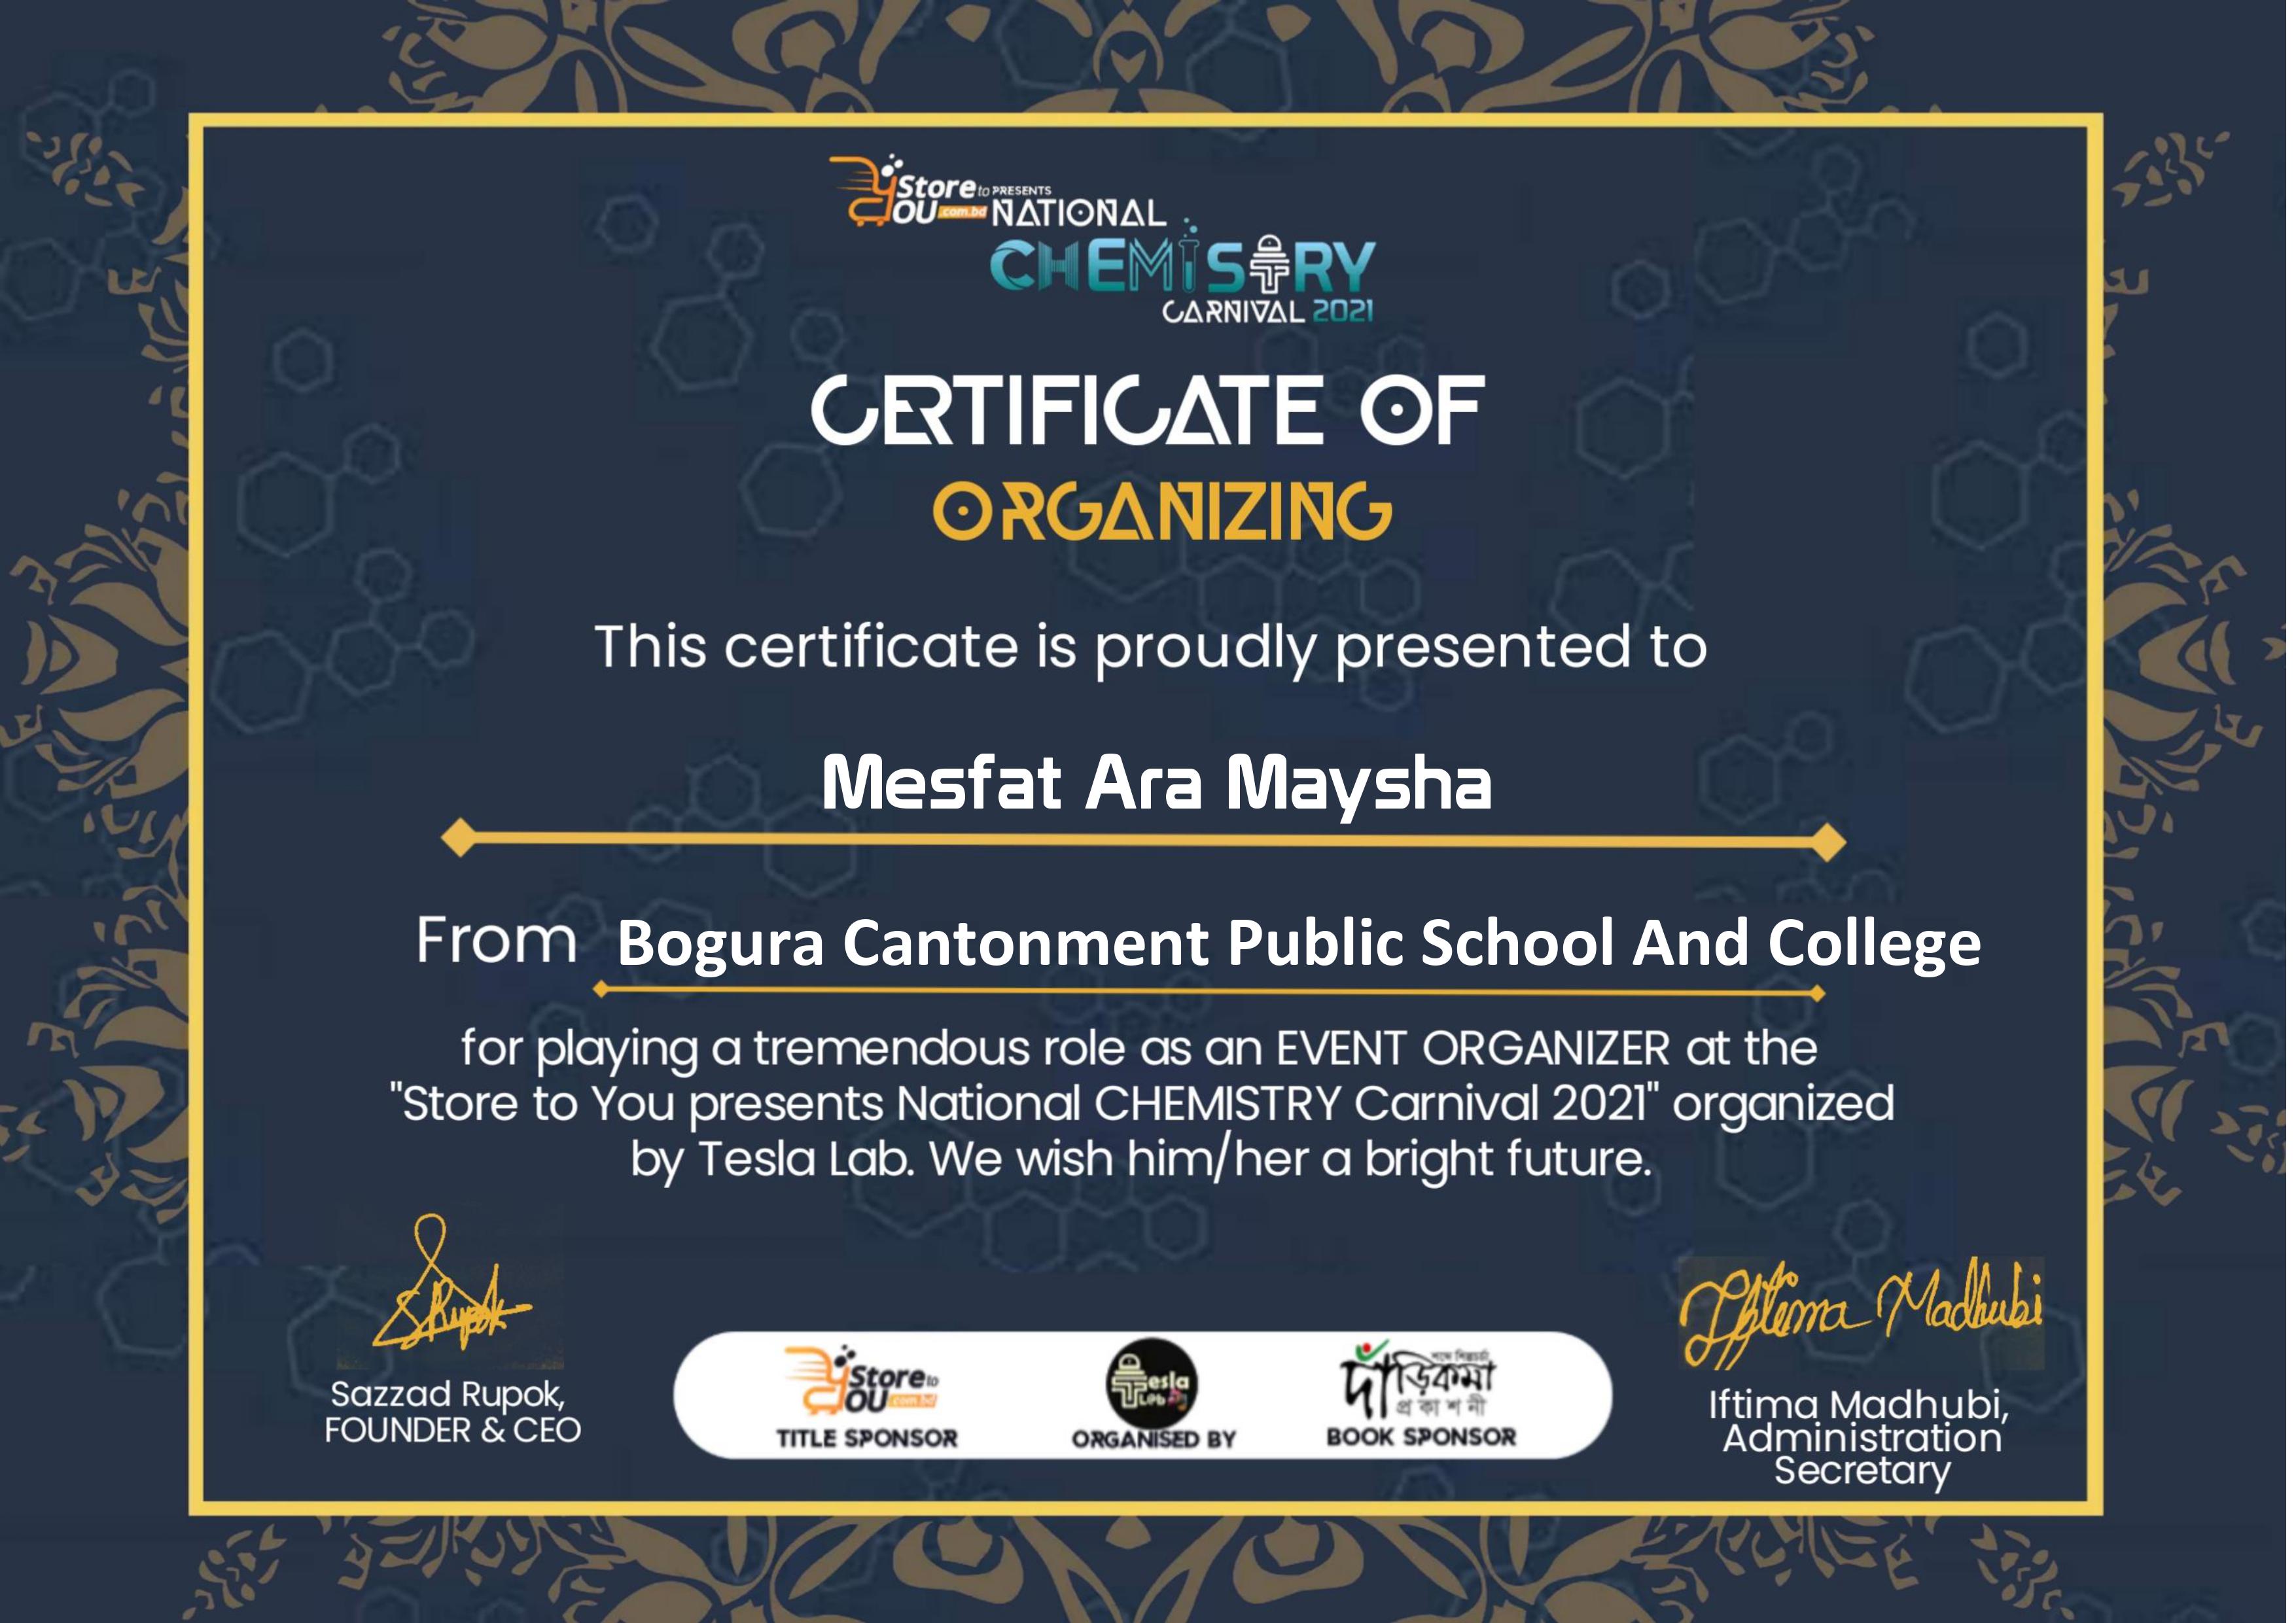 Store to PRESENTS
YOU .com.bd NATIONAL
CHEMISTRY
CARNIVAL 2021
CERTIFICATE OF
ORGANIZING
This certificate is proudly presented to
Mesfat Ara Maysha
From Bogura Cantonment Public School And College
for playing a tremendous role as an EVENT ORGANIZER at the
"Store to You presents National CHEMISTRY Carnival 2021" organized
by Tesla Lab. We wish him/her a bright future.
S Rupok
Sazzad Rupok,
FOUNDER & CEO
Store to
YOU .com.bd
TITLE SPONSOR
Tesla
Lab
ORGANISED BY
দাঁড়িকমা
প্রকাশনী
BOOK SPONSOR
Iftima Madhubi
Iftima Madhubi,
Administration
Secretary